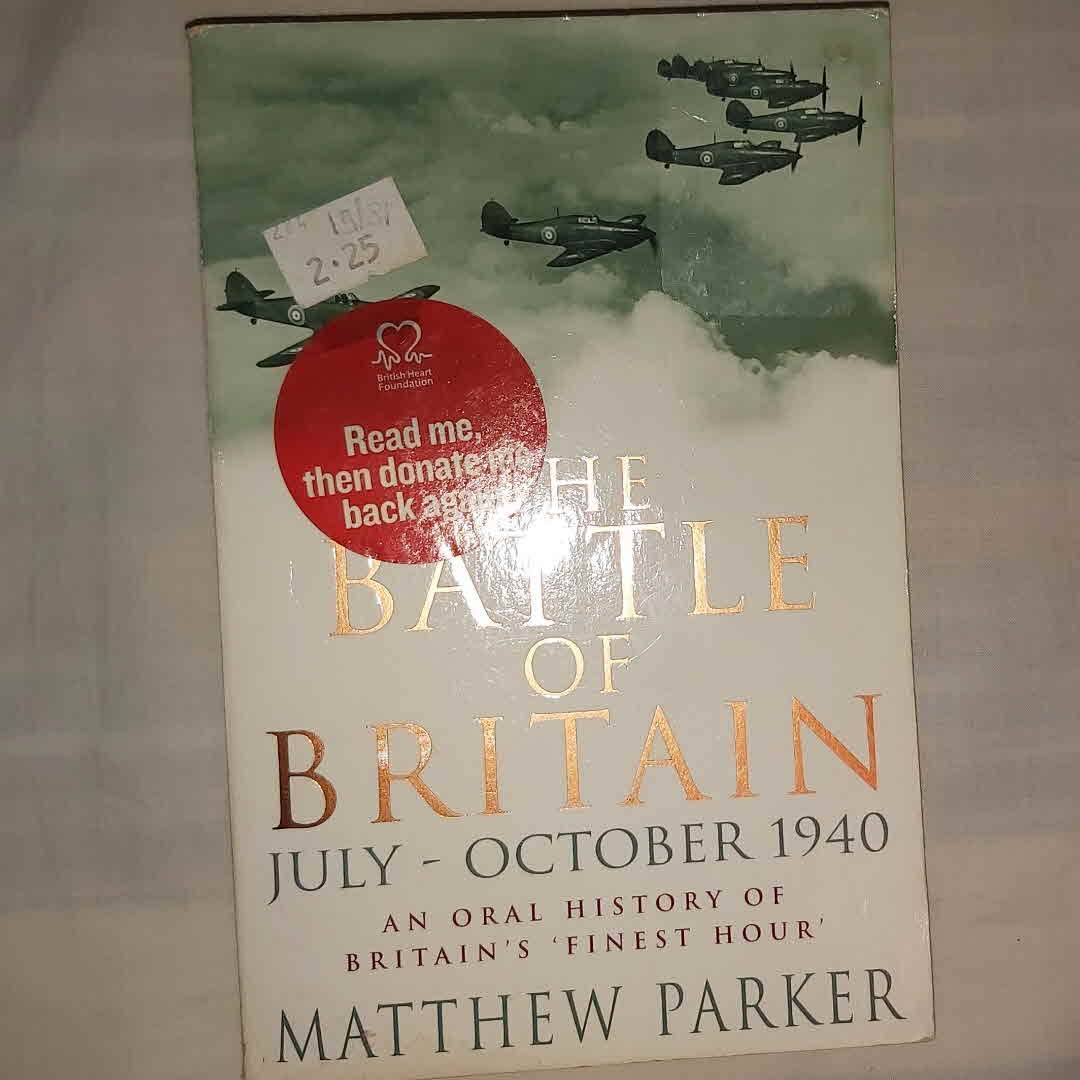 2.25
British Heart
Foundation
Read me,
then donate me
back again
THE
BATTLE
OF
BRITAIN
JULY - OCTOBER 1940
AN ORAL HISTORY OF
BRITAIN'S 'FINEST HOUR'
MATTHEW PARKER